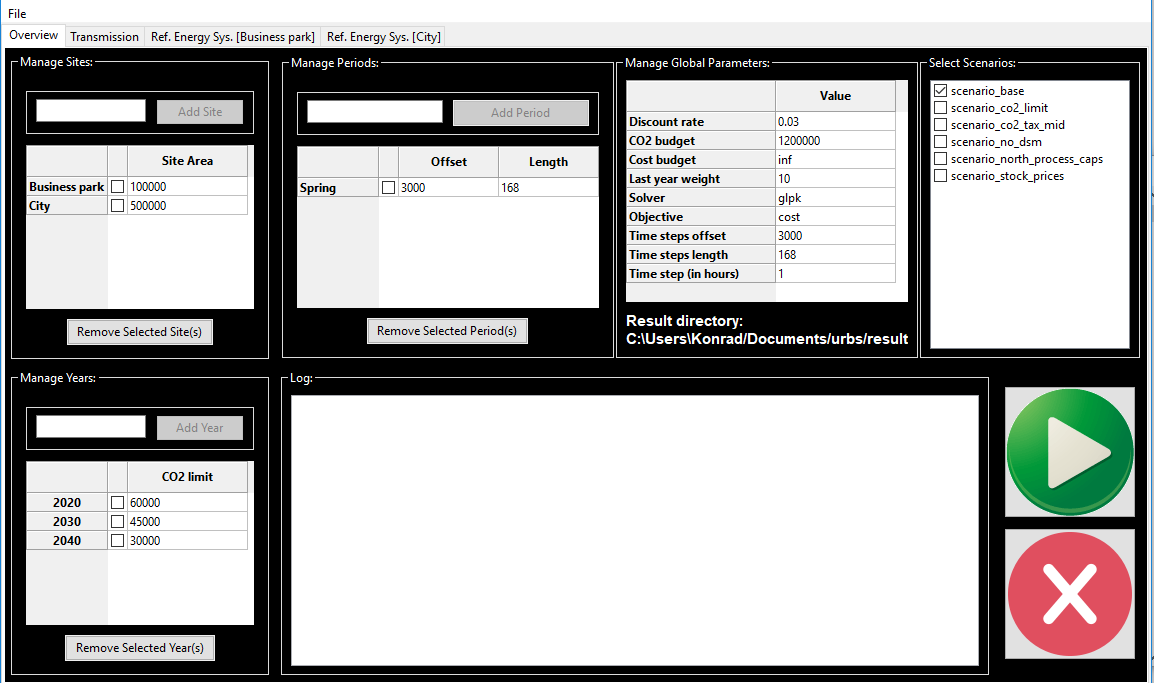 File
Overview Transmission Ref. Energy Sys. [Business park] Ref. Energy Sys. [City]
Manage Sites:
Add Site
Site Area
Business park 100000
City 500000
Remove Selected Site(s)
Manage Periods:
Add Period
Offset Length
Spring 3000 168
Remove Selected Period(s)
Manage Global Parameters:
Value
Discount rate 0.03
CO2 budget 1200000
Cost budget inf
Last year weight 10
Solver glpk
Objective cost
Time steps offset 3000
Time steps length 168
Time step (in hours) 1
Result directory:
C:\Users\Konrad/Documents/urbs/result
Select Scenarios:
scenario_base
scenario_co2_limit
scenario_co2_tax_mid
scenario_no_dsm
scenario_north_process_caps
scenario_stock_prices
Manage Years:
Add Year
CO2 limit
2020 60000
2030 45000
2040 30000
Remove Selected Year(s)
Log: